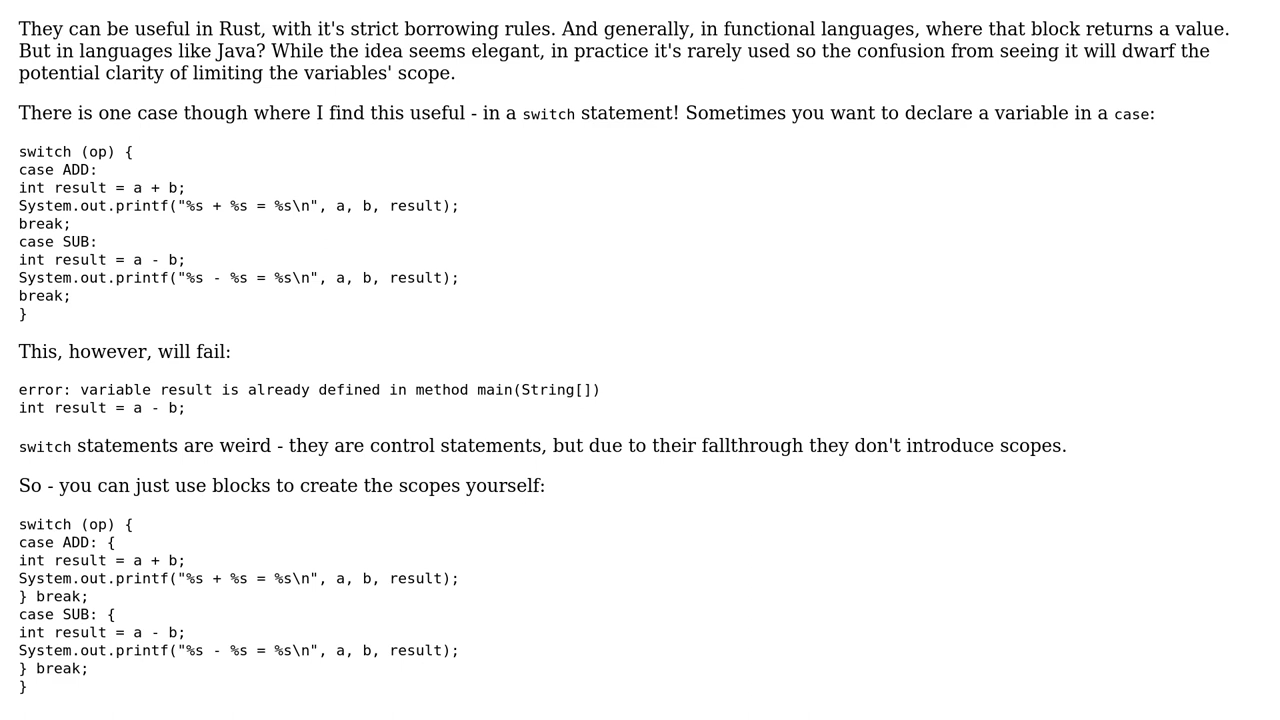 They can be useful in Rust, with it's strict borrowing rules. And generally, in functional languages, where that block returns a value.
But in languages like Java? While the idea seems elegant, in practice it's rarely used so the confusion from seeing it will dwarf the
potential clarity of limiting the variables' scope.
There is one case though where I find this useful - in a switch statement! Sometimes you want to declare a variable in a case:
switch (op) {
case ADD:
int result = a + b;
System.out.printf("%s + %s = %s\n", a, b, result);
break;
case SUB:
int result = a - b;
System.out.printf("%s - %s = %s\n", a, b, result);
break;
}
This, however, will fail:
error: variable result is already defined in method main(String[])
int result = a - b;
switch statements are weird - they are control statements, but due to their fallthrough they don't introduce scopes.
So - you can just use blocks to create the scopes yourself:
switch (op) {
case ADD: {
int result = a + b;
System.out.printf("%s + %s = %s\n", a, b, result);
} break;
case SUB: {
int result = a - b;
System.out.printf("%s - %s = %s\n", a, b, result);
} break;
}